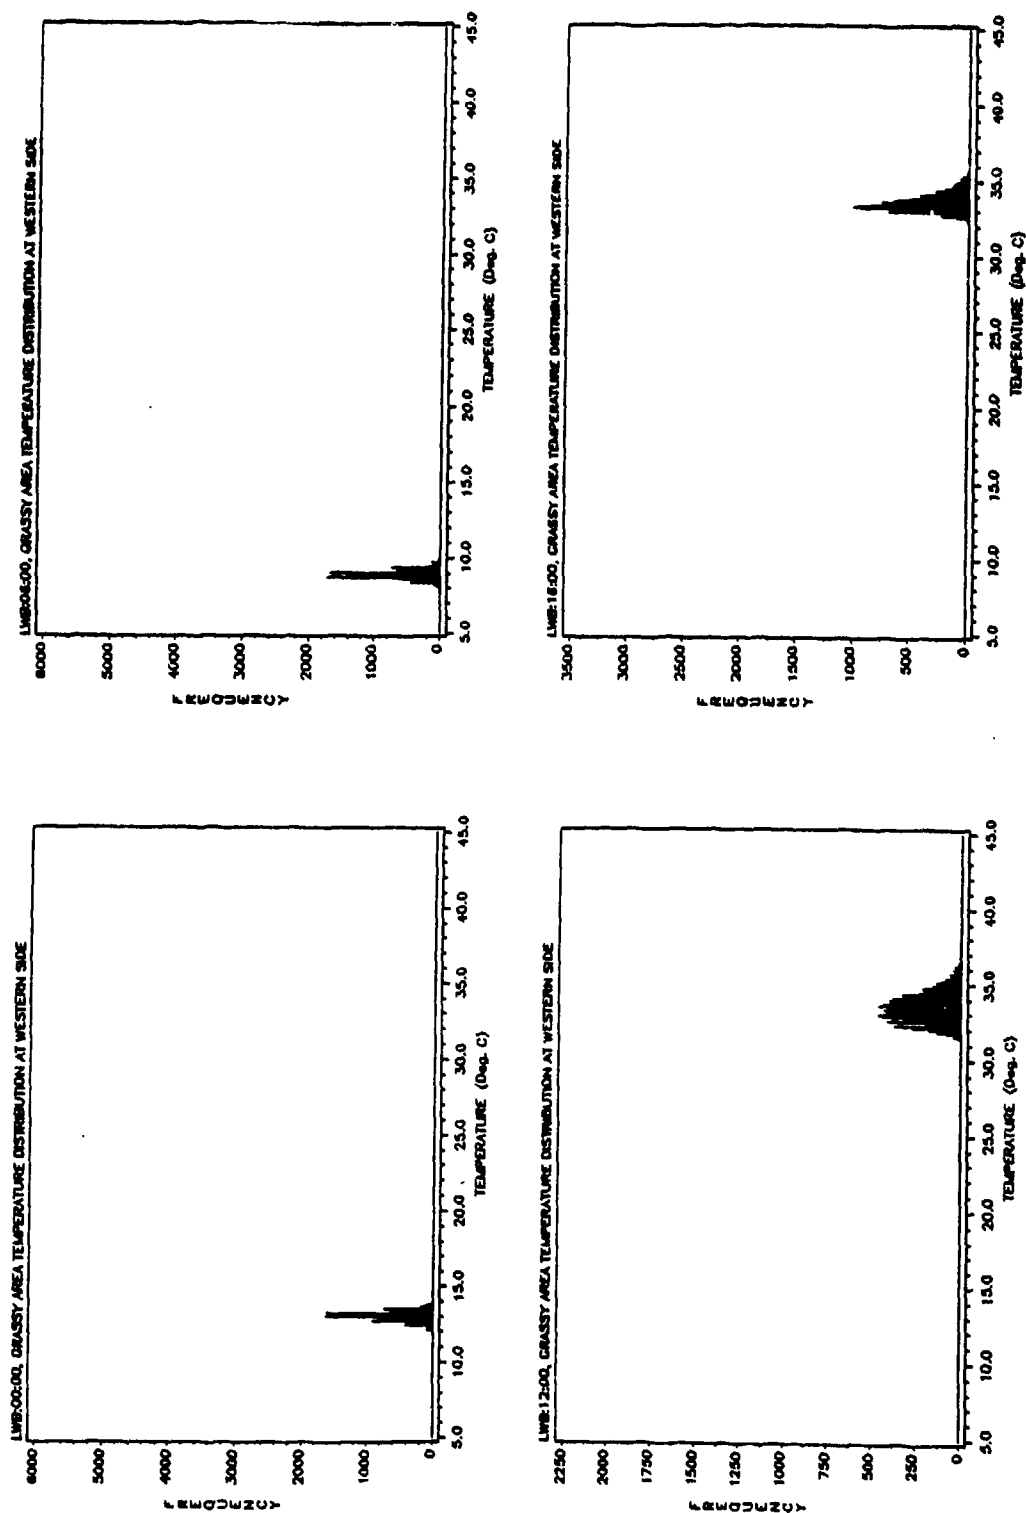 LWB:00:00, GRASSY AREA TEMPERATURE DISTRIBUTION AT WESTERN SIDE
6000
5000
4000
3000
2000
1000
0
FREQUENCY
5.0 10.0 15.0 20.0 25.0 30.0 35.0 40.0 45.0
TEMPERATURE (Deg. C)
LWB:06:00, GRASSY AREA TEMPERATURE DISTRIBUTION AT WESTERN SIDE
6000
5000
4000
3000
2000
1000
0
FREQUENCY
5.0 10.0 15.0 20.0 25.0 30.0 35.0 40.0 45.0
TEMPERATURE (Deg. C)
LWB:12:00, GRASSY AREA TEMPERATURE DISTRIBUTION AT WESTERN SIDE
2250
2000
1750
1500
1250
1000
750
500
250
0
FREQUENCY
5.0 10.0 15.0 20.0 25.0 30.0 35.0 40.0 45.0
TEMPERATURE (Deg. C)
LWB:16:00, GRASSY AREA TEMPERATURE DISTRIBUTION AT WESTERN SIDE
3500
3000
2500
2000
1500
1000
500
0
FREQUENCY
5.0 10.0 15.0 20.0 25.0 30.0 35.0 40.0 45.0
TEMPERATURE (Deg. C)